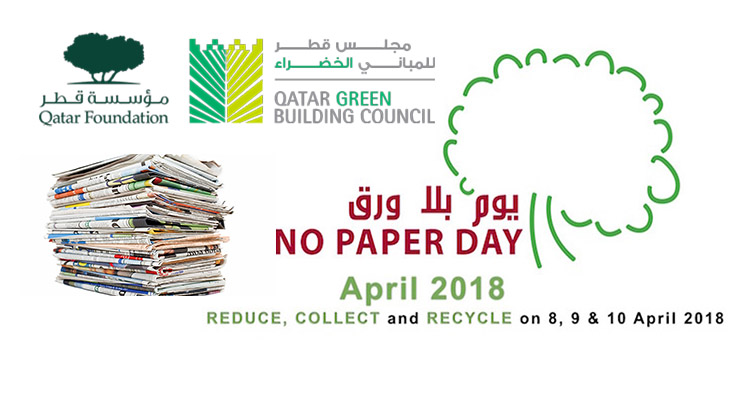 مؤسسة قطر
Qatar Foundation
مجلس قطر
للمباني الخضراء
QATAR GREEN
BUILDING COUNCIL
يوم بلا ورق
NO PAPER DAY
April 2018
REDUCE, COLLECT and RECYCLE on 8, 9 & 10 April 2018